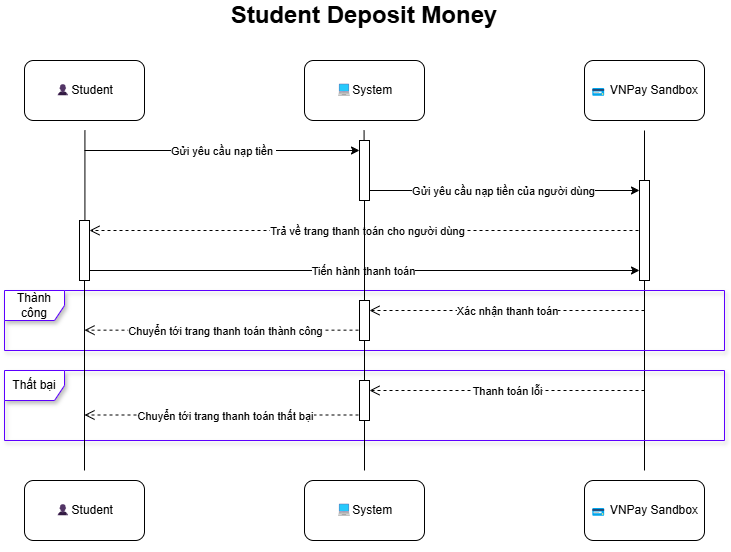 Student Deposit Money
Student
System
VNPay Sandbox
Gửi yêu cầu nạp tiền
Gửi yêu cầu nạp tiền của người dùng
Trả về trang thanh toán cho người dùng
Tiến hành thanh toán
Thành
công
Xác nhận thanh toán
Chuyển tới trang thanh toán thành công
Thất bại
Thanh toán lỗi
Chuyển tới trang thanh toán thất bại
Student
System
VNPay Sandbox